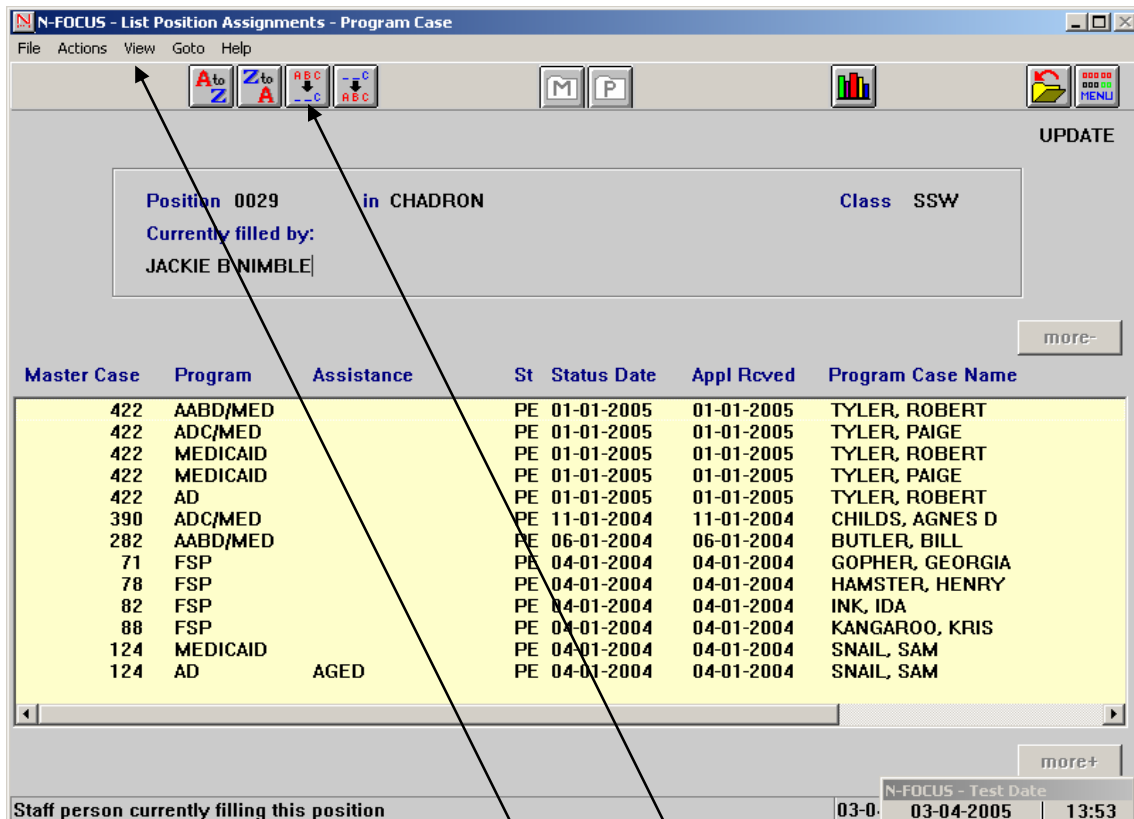 N-FOCUS - List Position Assignments - Program Case
File Actions View Goto Help
A to Z Z to A ABC _ _C _ _C ABC M P MENU
UPDATE
Position 0029 in CHADRON Class SSW
Currently filled by:
JACKIE B NIMBLE
more-
Master Case Program Assistance St Status Date Appl Rcved Program Case Name
422 AABD/MED PE 01-01-2005 01-01-2005 TYLER, ROBERT
422 ADC/MED PE 01-01-2005 01-01-2005 TYLER, PAIGE
422 MEDICAID PE 01-01-2005 01-01-2005 TYLER, ROBERT
422 MEDICAID PE 01-01-2005 01-01-2005 TYLER, PAIGE
422 AD PE 01-01-2005 01-01-2005 TYLER, ROBERT
390 ADC/MED PE 11-01-2004 11-01-2004 CHILDS, AGNES D
282 AABD/MED PE 06-01-2004 06-01-2004 BUTLER, BILL
71 FSP PE 04-01-2004 04-01-2004 GOPHER, GEORGIA
78 FSP PE 04-01-2004 04-01-2004 HAMSTER, HENRY
82 FSP PE 04-01-2004 04-01-2004 INK, IDA
88 FSP PE 04-01-2004 04-01-2004 KANGAROO, KRIS
124 MEDICAID PE 04-01-2004 04-01-2004 SNAIL, SAM
124 AD AGED PE 04-01-2004 04-01-2004 SNAIL, SAM
more+
N-FOCUS - Test Date
Staff person currently filling this position 03-0 03-04-2005 13:53